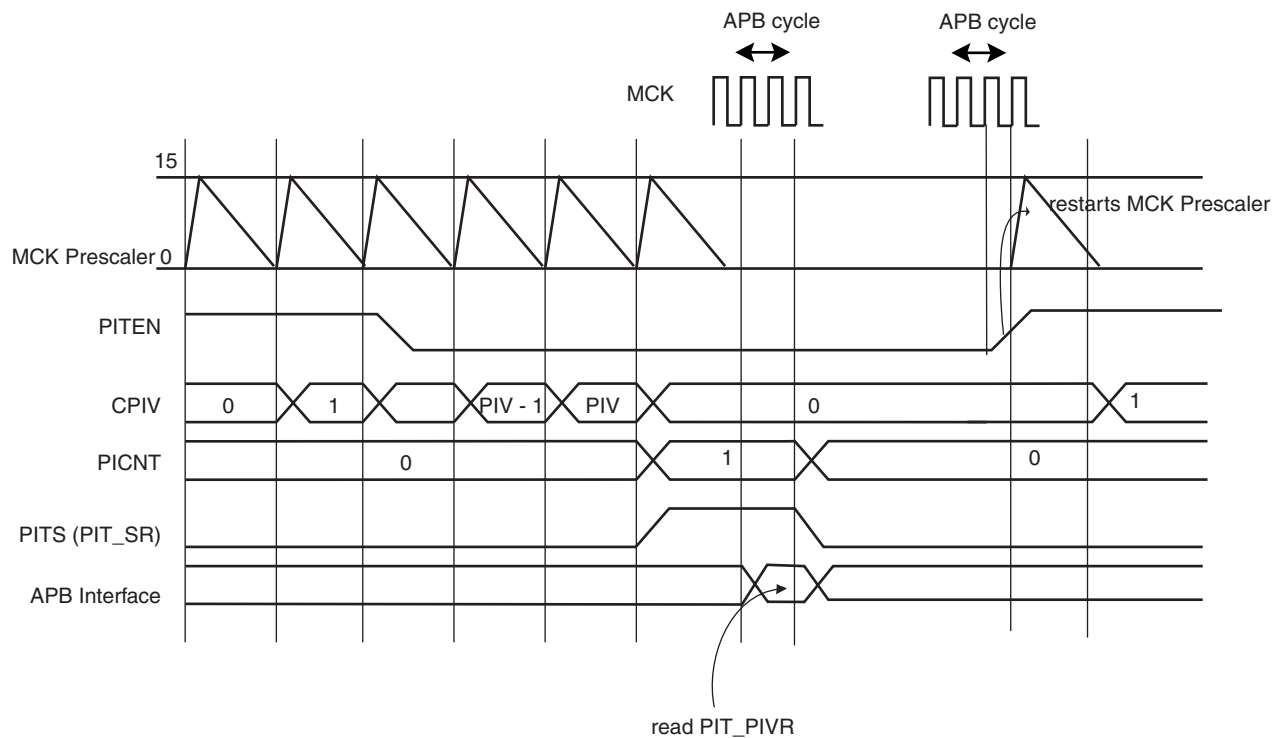 APB cycle
APB cycle
MCK
15
restarts MCK Prescaler
MCK Prescaler 0
PITEN
CPIV
0
1
PIV - 1
PIV
0
1
PICNT
0
1
0
PITS (PIT_SR)
APB Interface
read PIT_PIVR